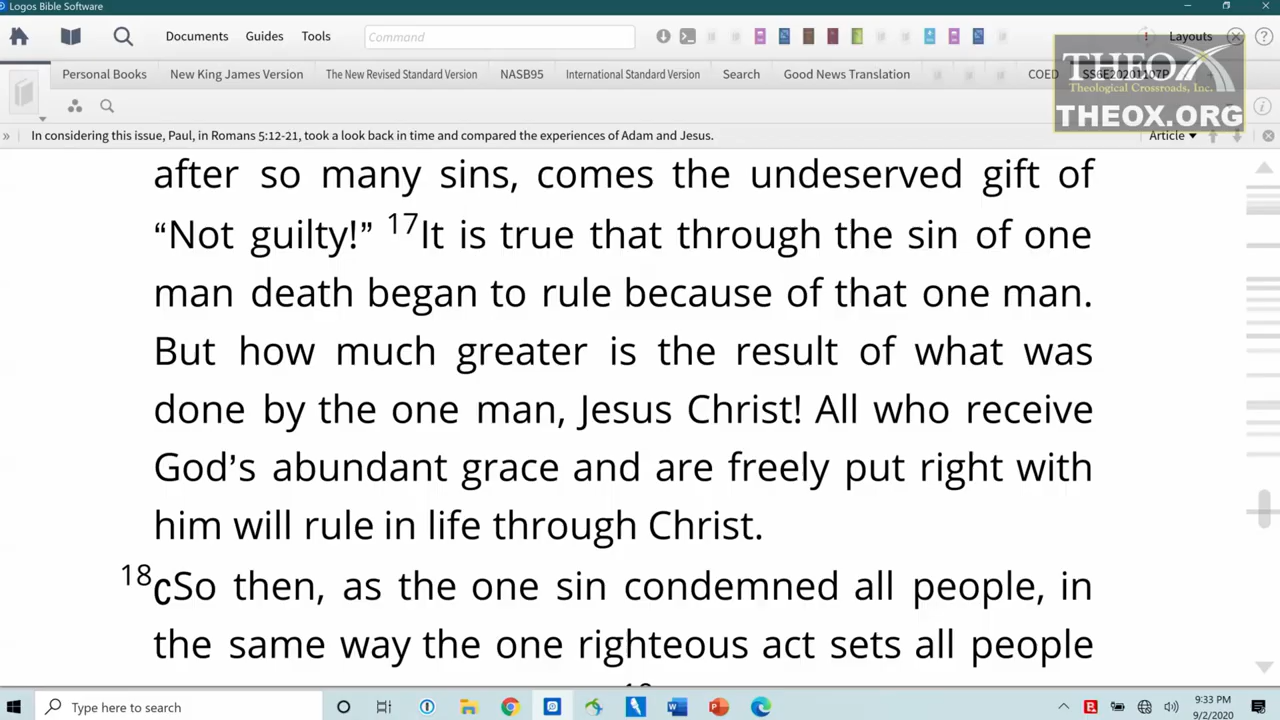 Logos Bible Software
Documents Guides Tools Command Layouts
Personal Books New King James Version The New Revised Standard Version NASB95 International Standard Version Search Good News Translation COED SS6E20201107P
THEOX
Theological Crossroads, Inc.
THEOX.ORG
» In considering this issue, Paul, in Romans 5:12-21, took a look back in time and compared the experiences of Adam and Jesus. Article
after so many sins, comes the undeserved gift of
“Not guilty!” 17It is true that through the sin of one
man death began to rule because of that one man.
But how much greater is the result of what was
done by the one man, Jesus Christ! All who receive
God’s abundant grace and are freely put right with
him will rule in life through Christ.
18 cSo then, as the one sin condemned all people, in
the same way the one righteous act sets all people
Type here to search
9:33 PM
9/2/2020